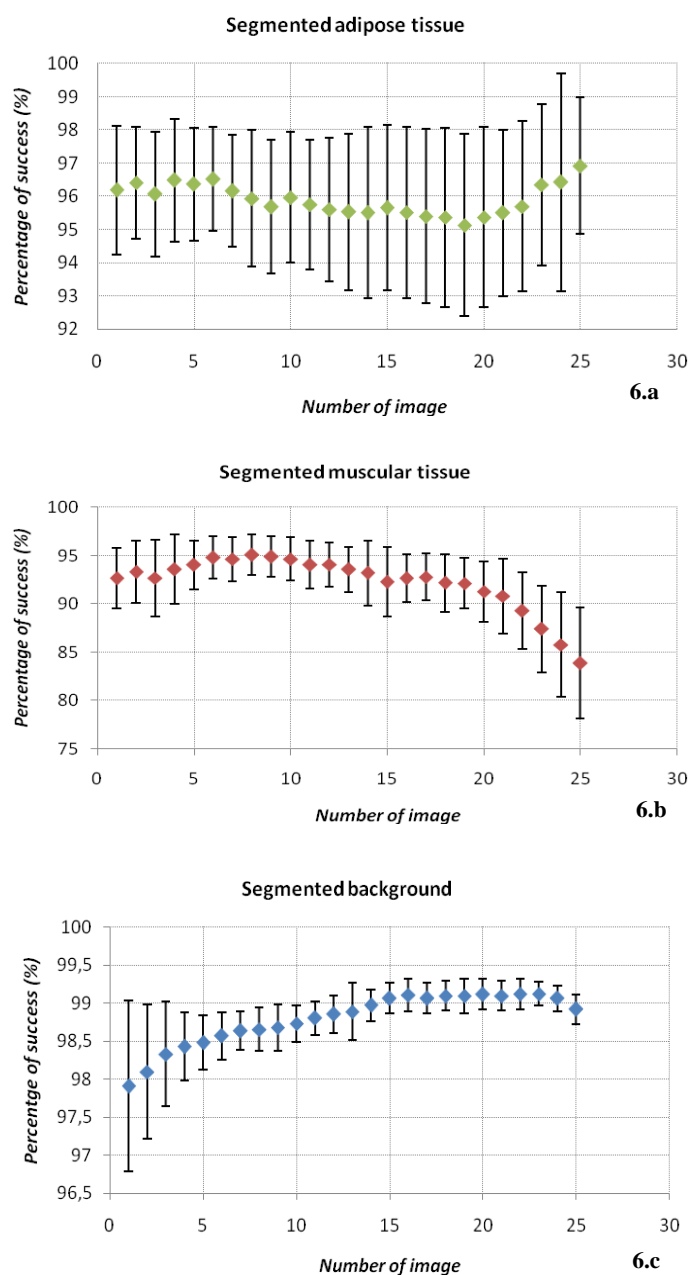 Segmented adipose tissue
100
99
98
97
96
95
94
93
92
Percentage of success (%)
0 5 10 15 20 25 30
Number of image
6.a
Segmented muscular tissue
100
95
90
85
80
75
Percentage of success (%)
0 5 10 15 20 25 30
Number of image
6.b
Segmented background
100
99,5
99
98,5
98
97,5
97
96,5
Percentge of success (%)
0 5 10 15 20 25 30
Number of image
6.c